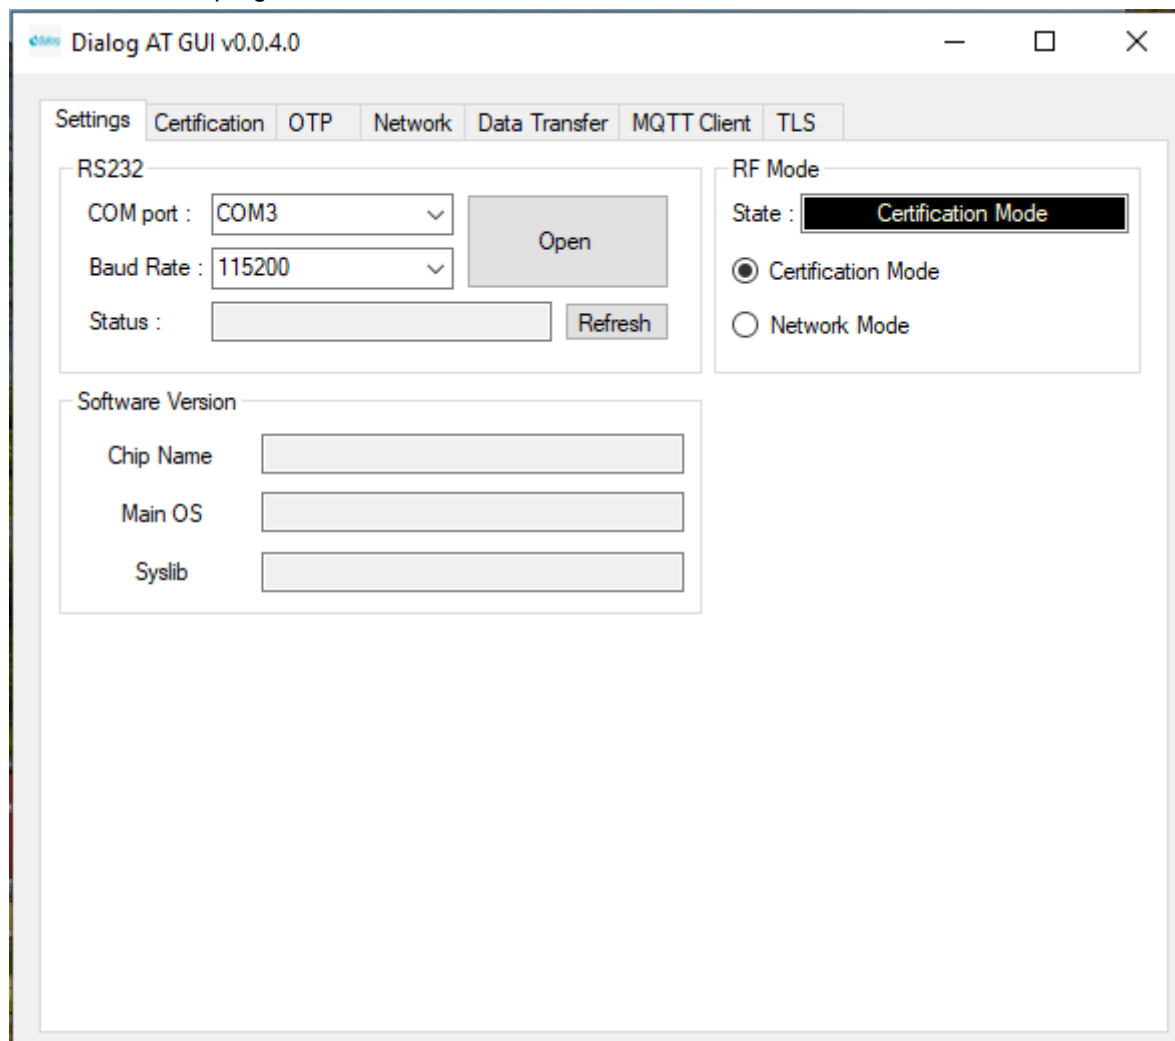 Dialog AT GUI v0.0.4.0
Settings Certification OTP Network Data Transfer MQTT Client TLS
RS232
COM port : COM3
Open
Baud Rate : 115200
Status :
Refresh
RF Mode
State : Certification Mode
Certification Mode
Network Mode
Software Version
Chip Name
Main OS
Syslib